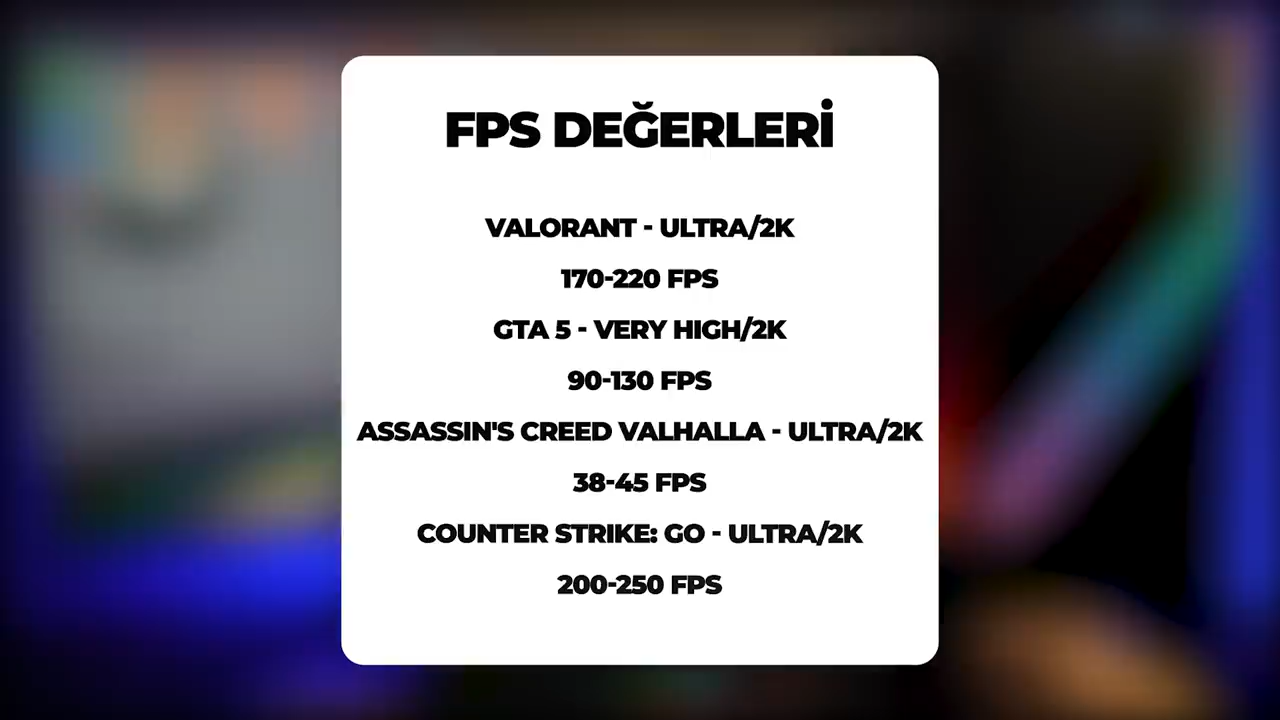 FPS DEĞERLERİ
VALORANT - ULTRA/2K
170-220 FPS
GTA 5 - VERY HIGH/2K
90-130 FPS
ASSASSIN'S CREED VALHALLA - ULTRA/2K
38-45 FPS
COUNTER STRIKE: GO - ULTRA/2K
200-250 FPS